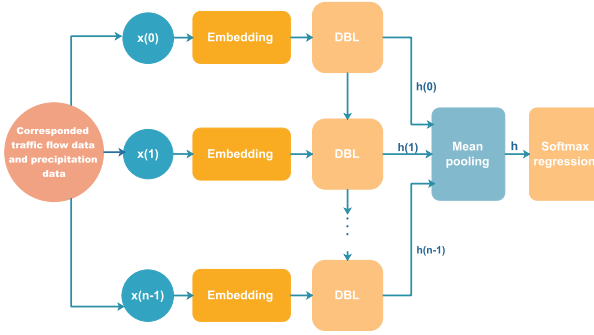 x(0)
Embedding
DBL
h(0)
Corresponded
traffic flow data
and precipitation
data
x(1)
Embedding
DBL
h(1)
Mean
pooling
h
Softmax
regression
x(n-1)
Embedding
DBL
h(n-1)